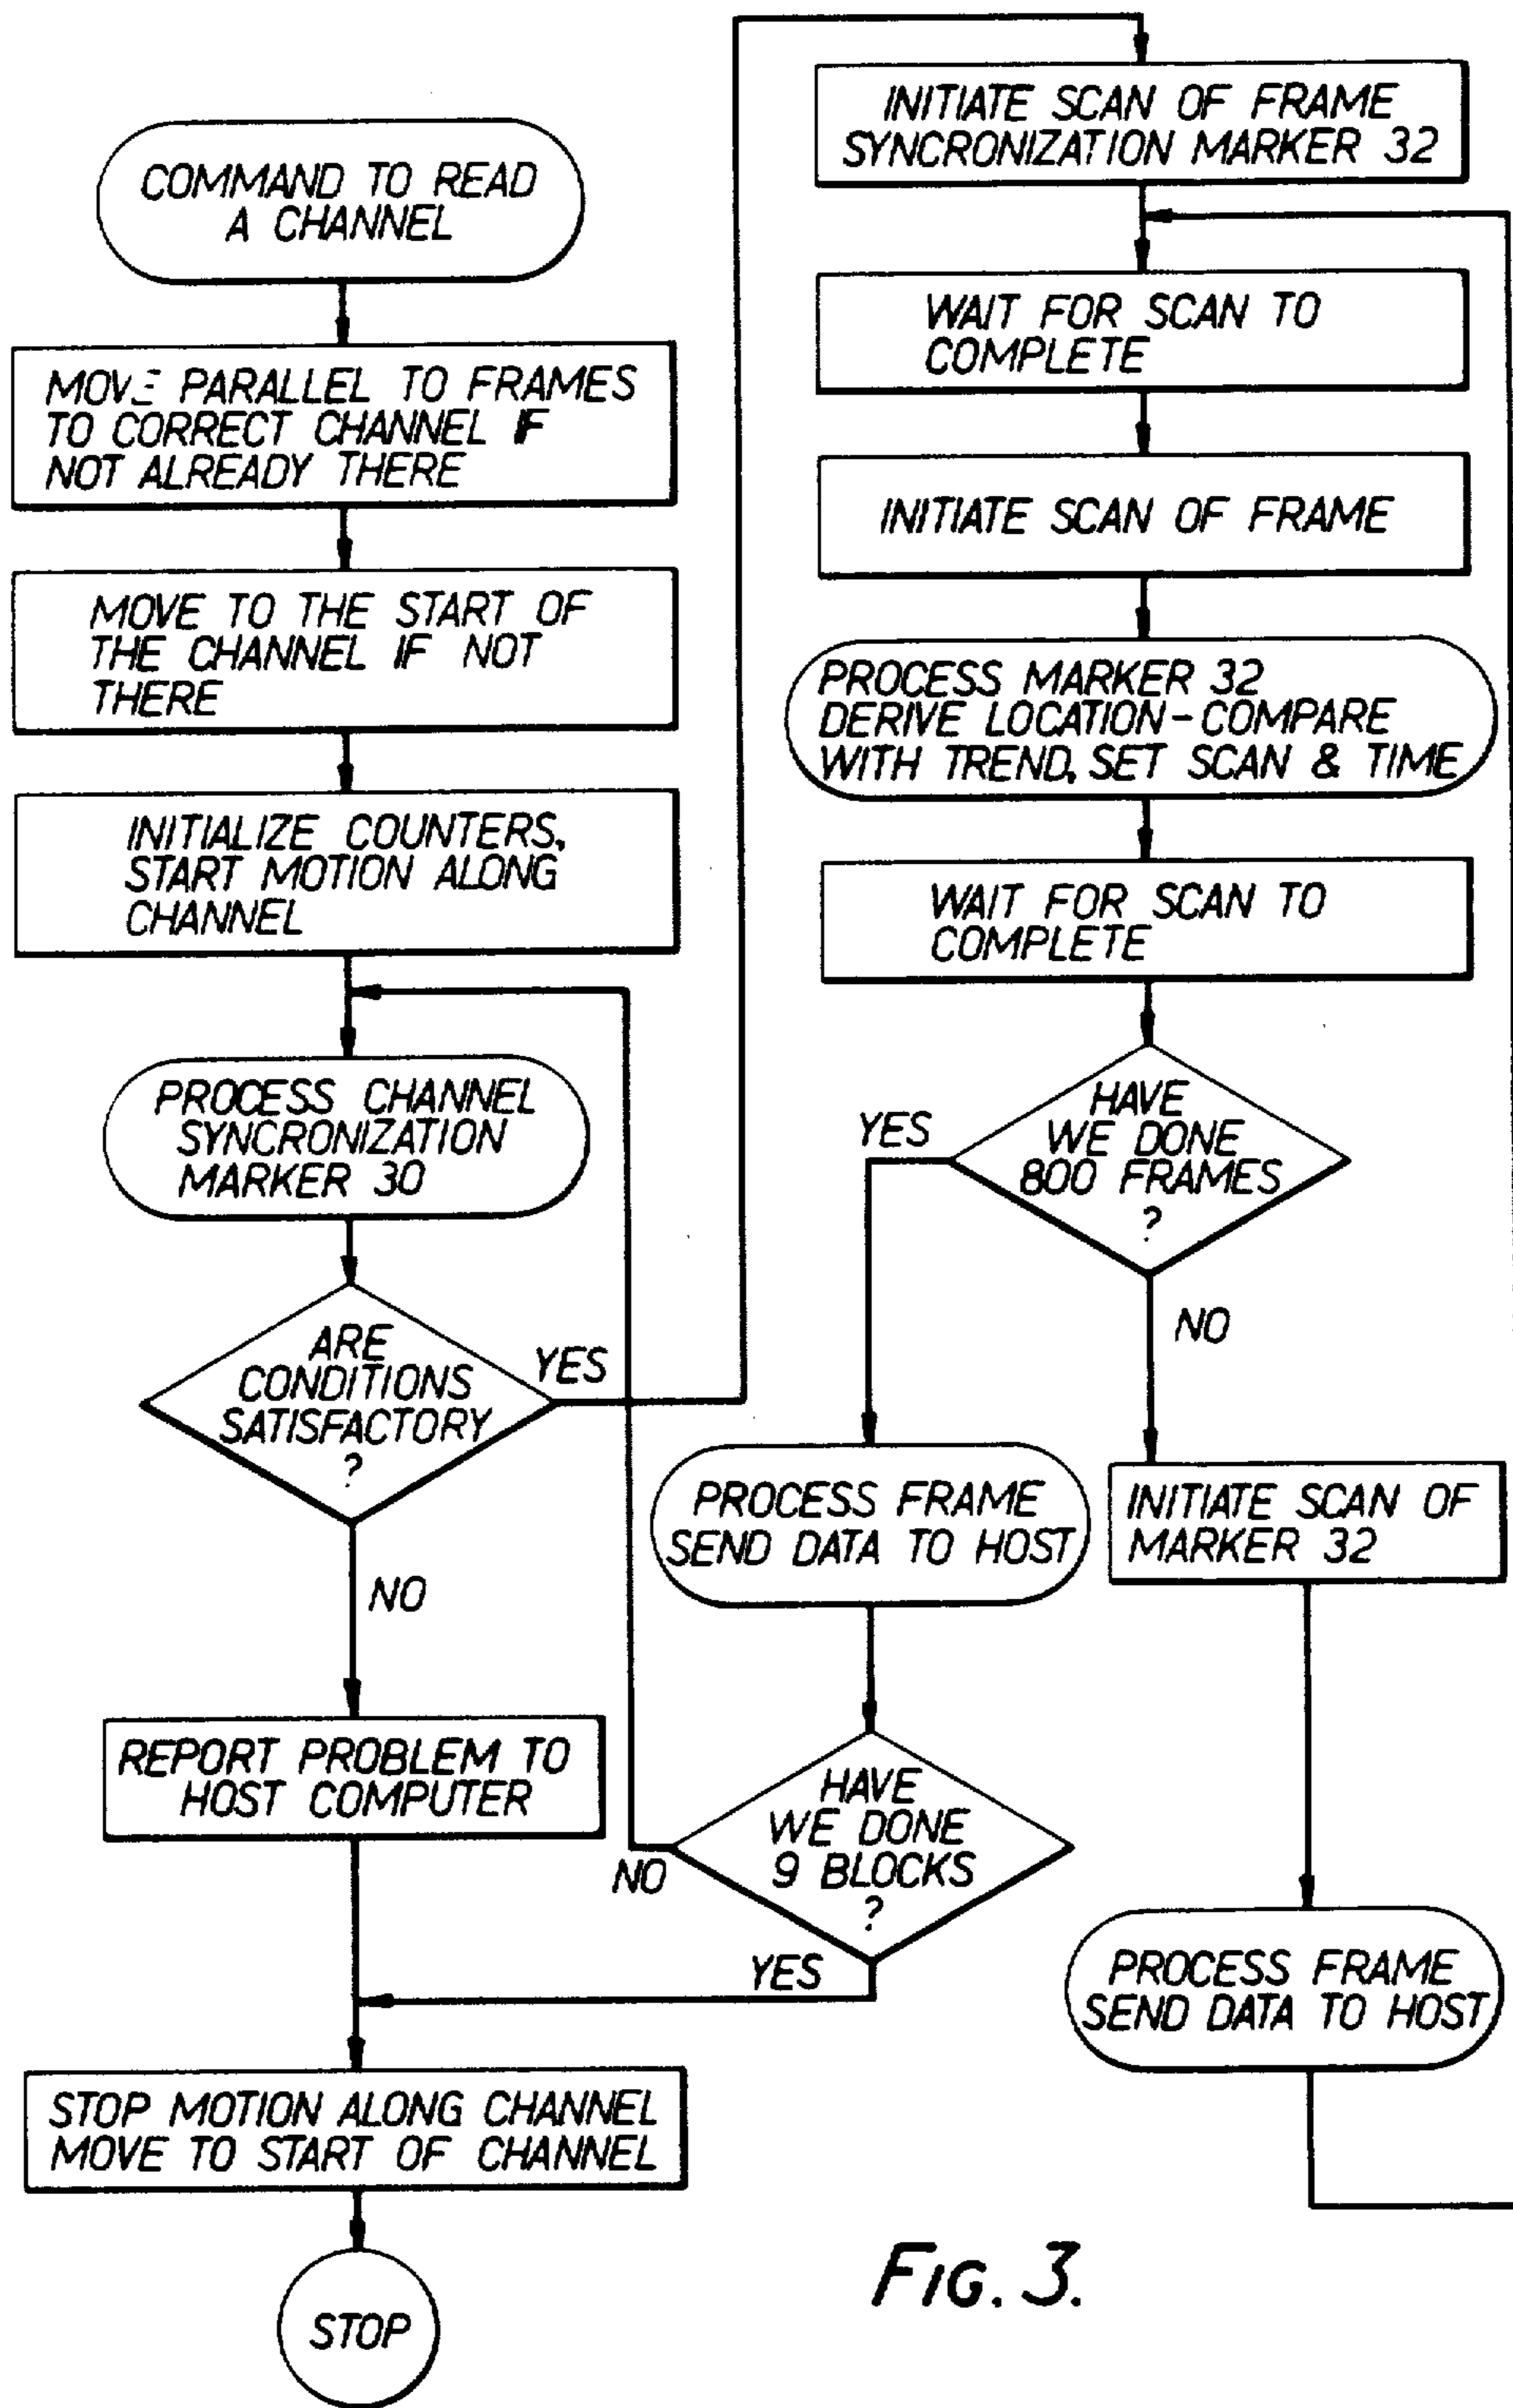 COMMAND TO READ
A CHANNEL
MOVE PARALLEL TO FRAMES
TO CORRECT CHANNEL IF
NOT ALREADY THERE
MOVE TO THE START OF
THE CHANNEL IF NOT
THERE
INITIALIZE COUNTERS,
START MOTION ALONG
CHANNEL
PROCESS CHANNEL
SYNCRONIZATION
MARKER 30
ARE
CONDITIONS
SATISFACTORY
?
YES
NO
REPORT PROBLEM TO
HOST COMPUTER
STOP MOTION ALONG CHANNEL
MOVE TO START OF CHANNEL
STOP
INITIATE SCAN OF FRAME
SYNCRONIZATION MARKER 32
WAIT FOR SCAN TO
COMPLETE
INITIATE SCAN OF FRAME
PROCESS MARKER 32
DERIVE LOCATION-COMPARE
WITH TREND, SET SCAN & TIME
WAIT FOR SCAN TO
COMPLETE
HAVE
WE DONE
800 FRAMES
?
YES
NO
PROCESS FRAME
SEND DATA TO HOST
HAVE
WE DONE
9 BLOCKS
?
NO
YES
INITIATE SCAN OF
MARKER 32
PROCESS FRAME
SEND DATA TO HOST
FIG. 3.